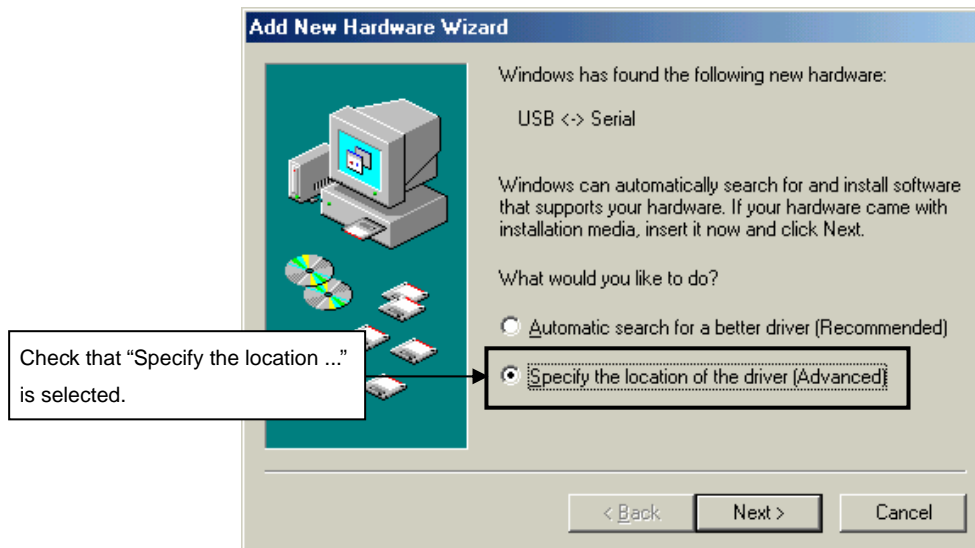 Add New Hardware Wizard
Windows has found the following new hardware:
USB <-> Serial
Windows can automatically search for and install software
that supports your hardware. If your hardware came with
installation media, insert it now and click Next.
What would you like to do?
Automatic search for a better driver (Recommended)
Check that “Specify the location ...”
is selected.
Specify the location of the driver (Advanced)
< Back
Next >
Cancel